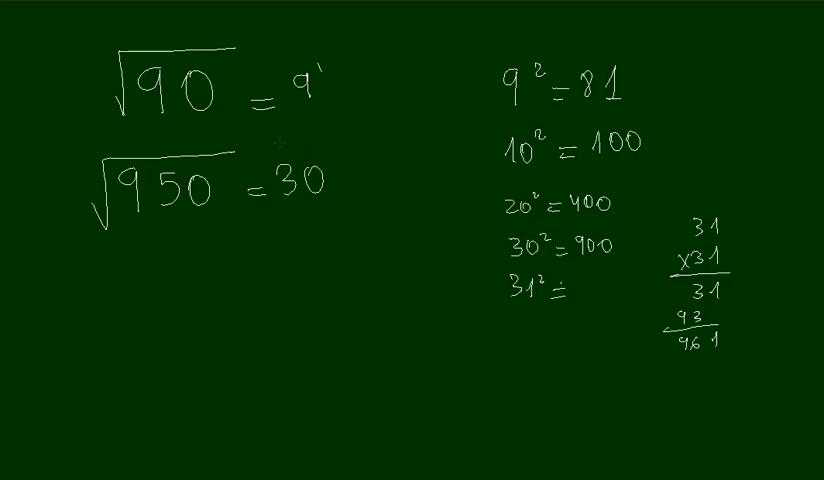 √90 = 9'
√950 = 30
9² = 81
10² = 100
20² = 400
30² = 900
31² =
31
x31
31
93
961